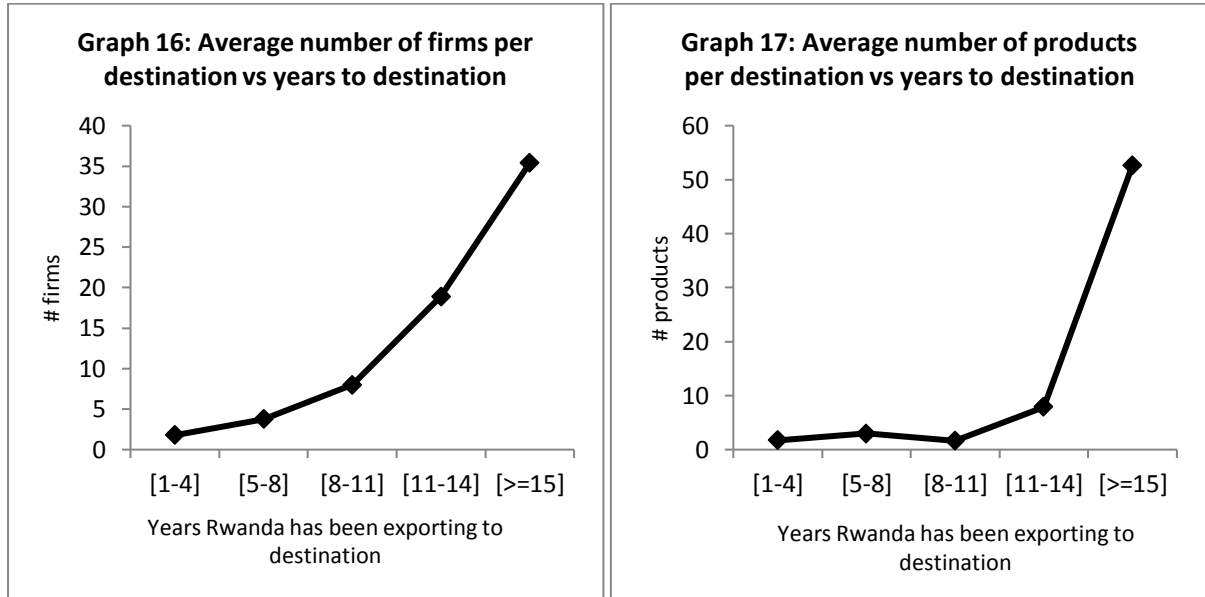 Graph 16: Average number of firms per
destination vs years to destination
40
35
30
25
20
15
10
5
0
# firms
[1-4] [5-8] [8-11] [11-14] [>=15]
Years Rwanda has been exporting to
destination
Graph 17: Average number of products
per destination vs years to destination
60
50
40
30
20
10
0
# products
[1-4] [5-8] [8-11] [11-14] [>=15]
Years Rwanda has been exporting to
destination